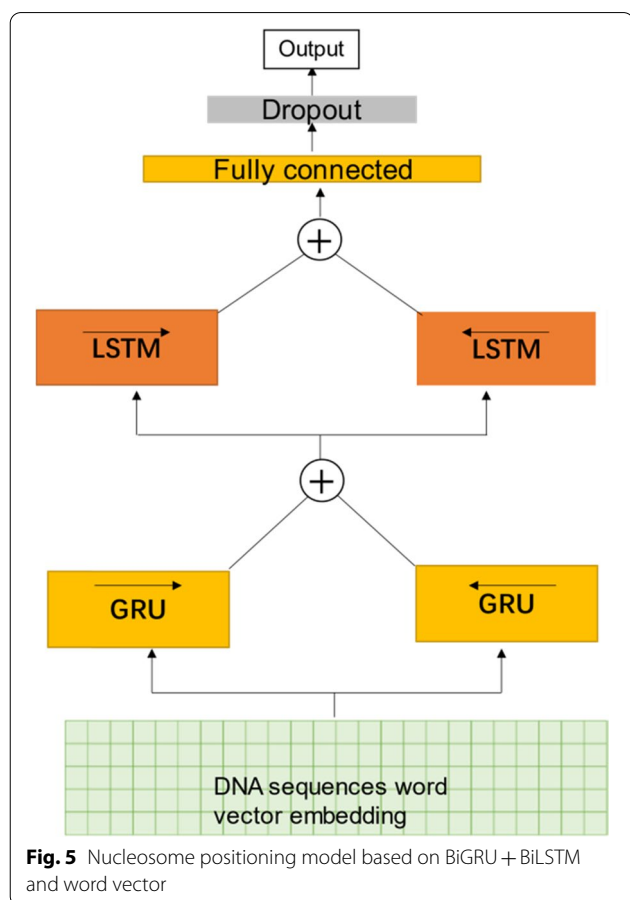 Output
Dropout
Fully connected
LSTM
LSTM
GRU
GRU
DNA sequences word
vector embedding
Fig. 5 Nucleosome positioning model based on BiGRU + BiLSTM
and word vector